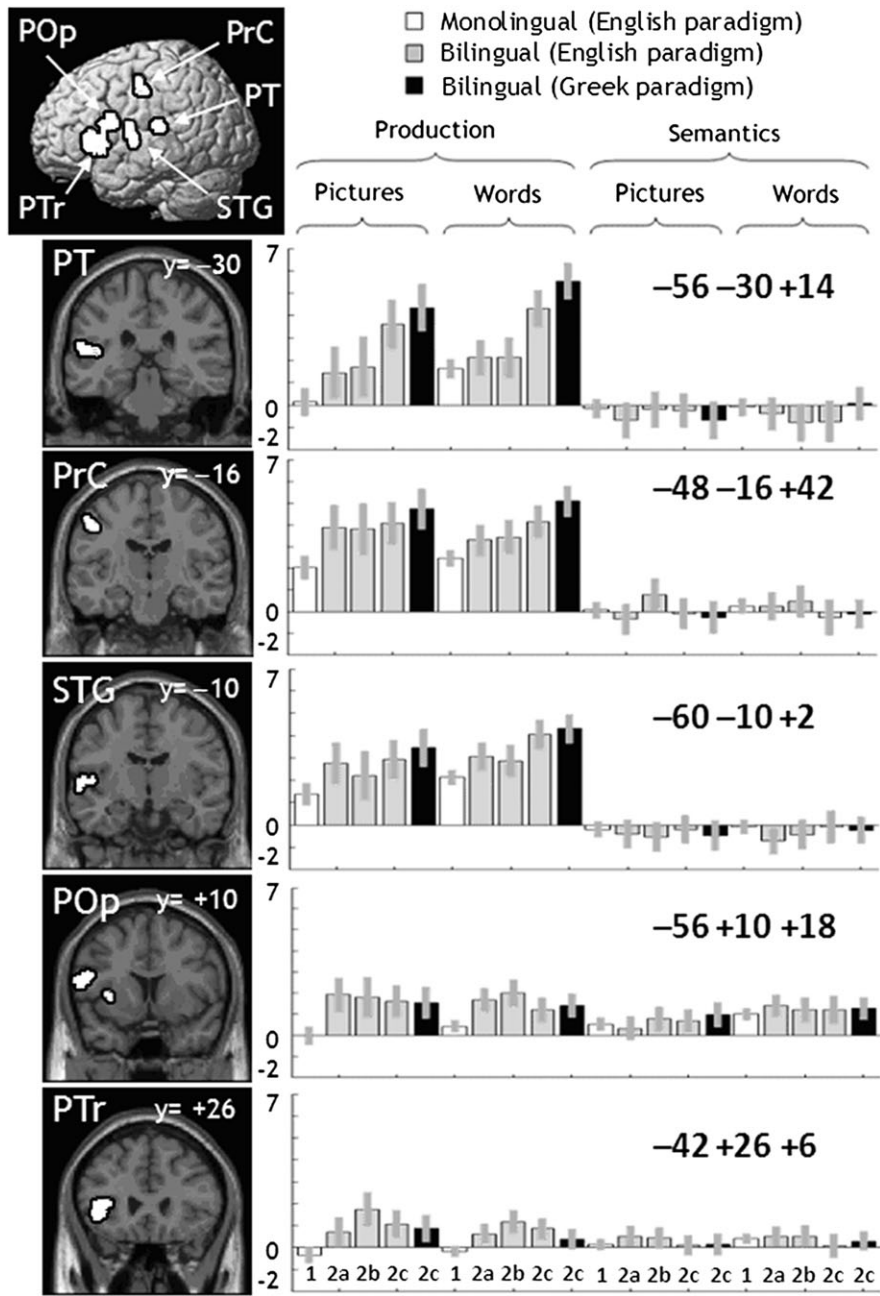 POp
PrC
PT
PTr
STG
Monolingual (English paradigm)
Bilingual (English paradigm)
Bilingual (Greek paradigm)
Production
Semantics
Pictures
Words
Pictures
Words
PT
y= −30
7
0
-2
−56 −30 +14
PrC
y= −16
7
0
-2
−48 −16 +42
STG
y= −10
7
0
-2
−60 −10 +2
POp
y= +10
7
0
-2
−56 +10 +18
PTr
y= +26
7
0
-2
−42 +26 +6
1 2a 2b 2c 2c 1 2a 2b 2c 2c 1 2a 2b 2c 2c 1 2a 2b 2c 2c